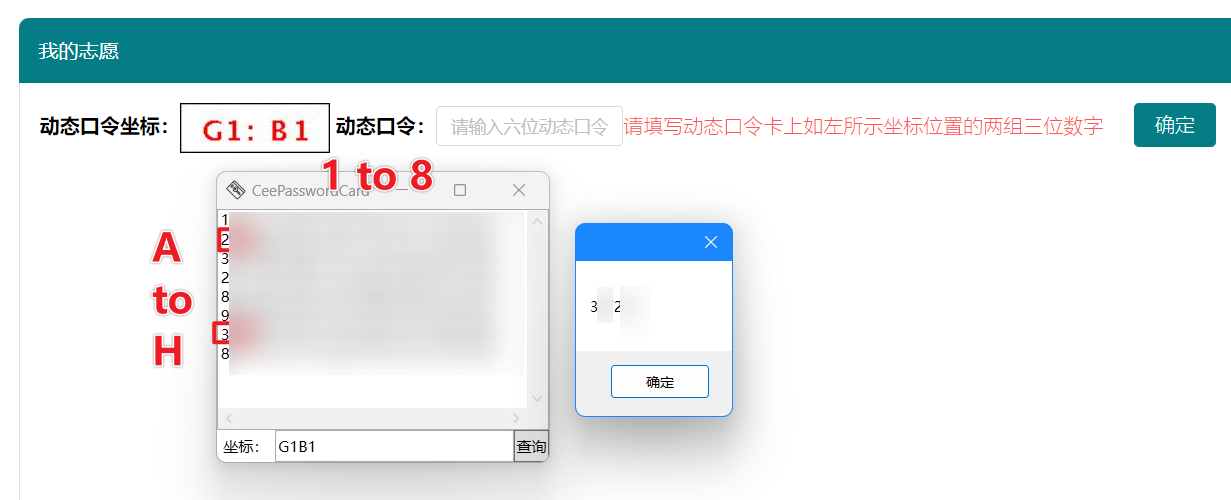 我的志愿
动态口令坐标： G1: B1 动态口令： 请输入六位动态口令 请填写动态口令卡上如左所示坐标位置的两组三位数字 确定
1 to 8
CeePasswordCard
A
to
H
1
2
3
2
8
9
3
8
坐标： G1B1 查询
确定